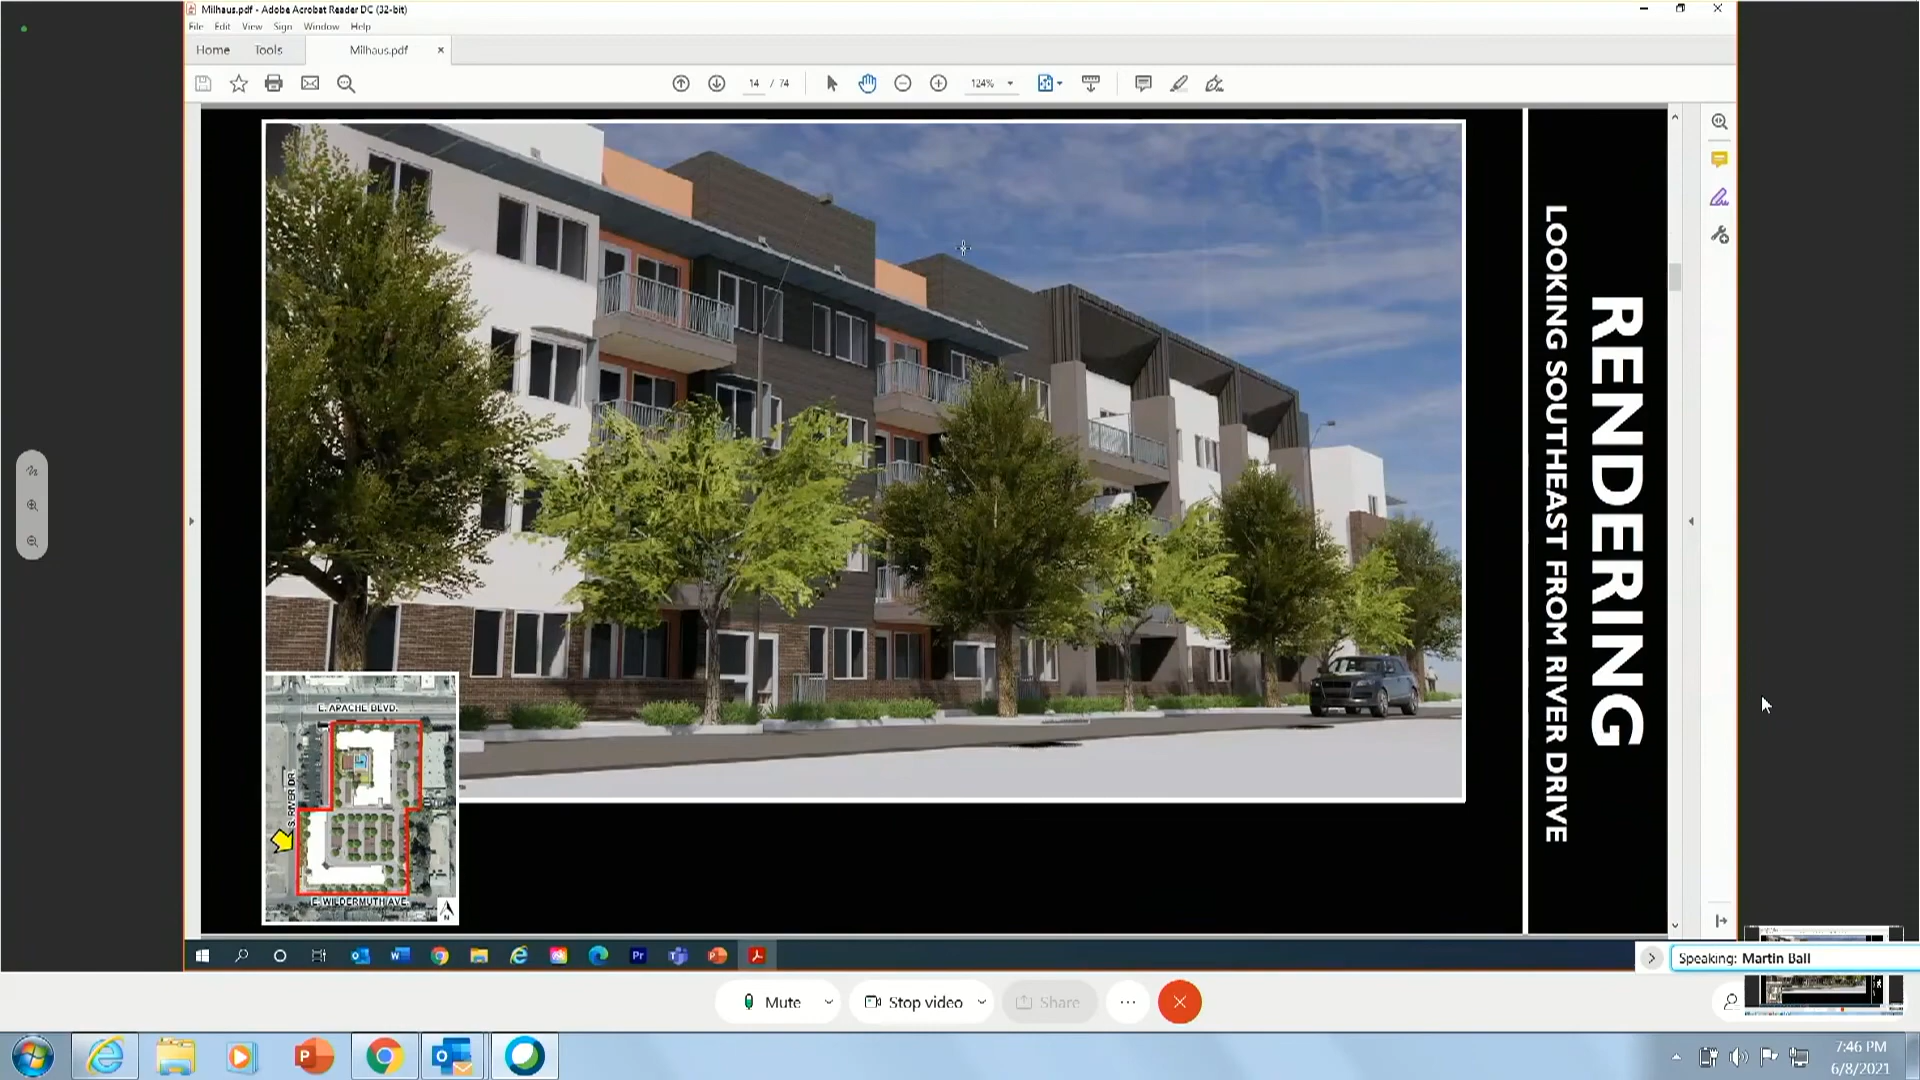 Milhaus.pdf - Adobe Acrobat Reader DC (32-bit)
File Edit View Sign Window Help
Home Tools Milhaus.pdf ×
14 / 74
124%
RENDERING
LOOKING SOUTHEAST FROM RIVER DRIVE
E. APACHE BLVD.
S. RIVER DR.
E. WILDERMUTH AVE.
N
Speaking: Martin Ball
Mute
Stop video
Share
7:46 PM
6/8/2021